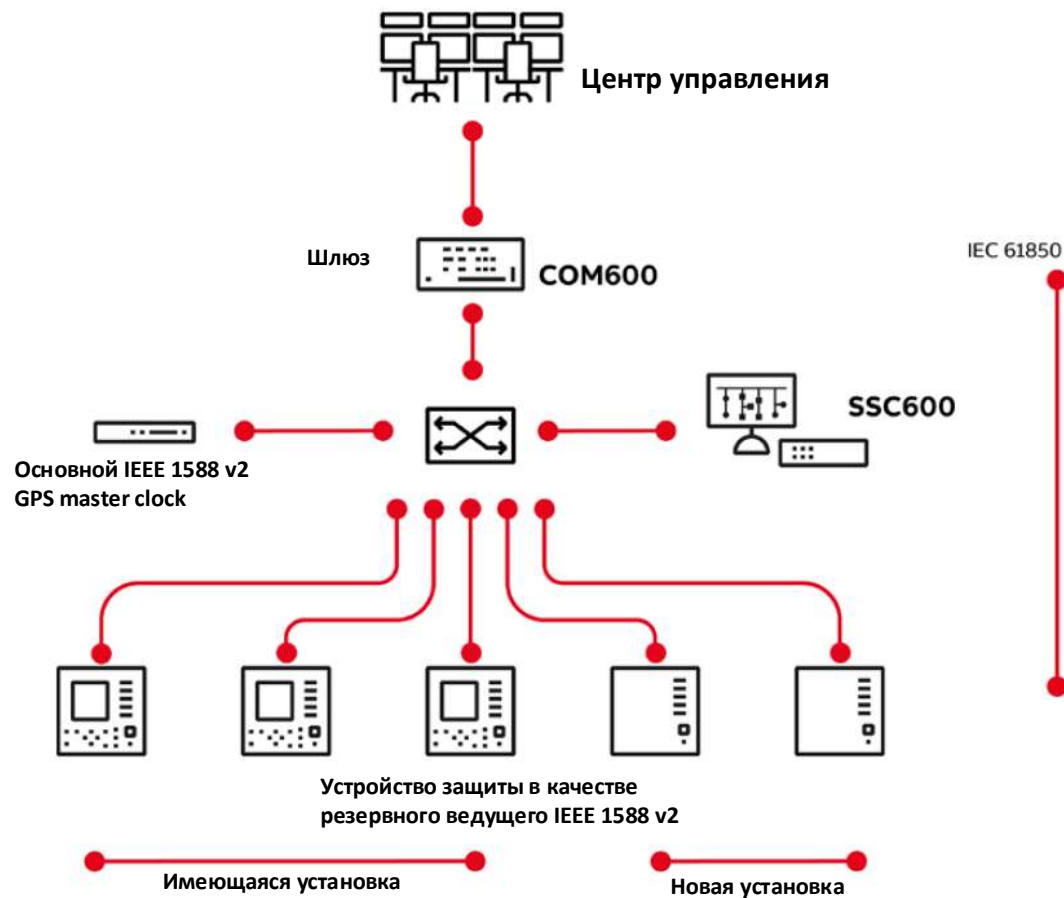 Центр управления
Шлюз
COM600
IEC 61850
SSC600
Основной IEEE 1588 v2
GPS master clock
Устройство защиты в качестве
резервного ведущего IEEE 1588 v2
Имеющаяся установка
Новая установка